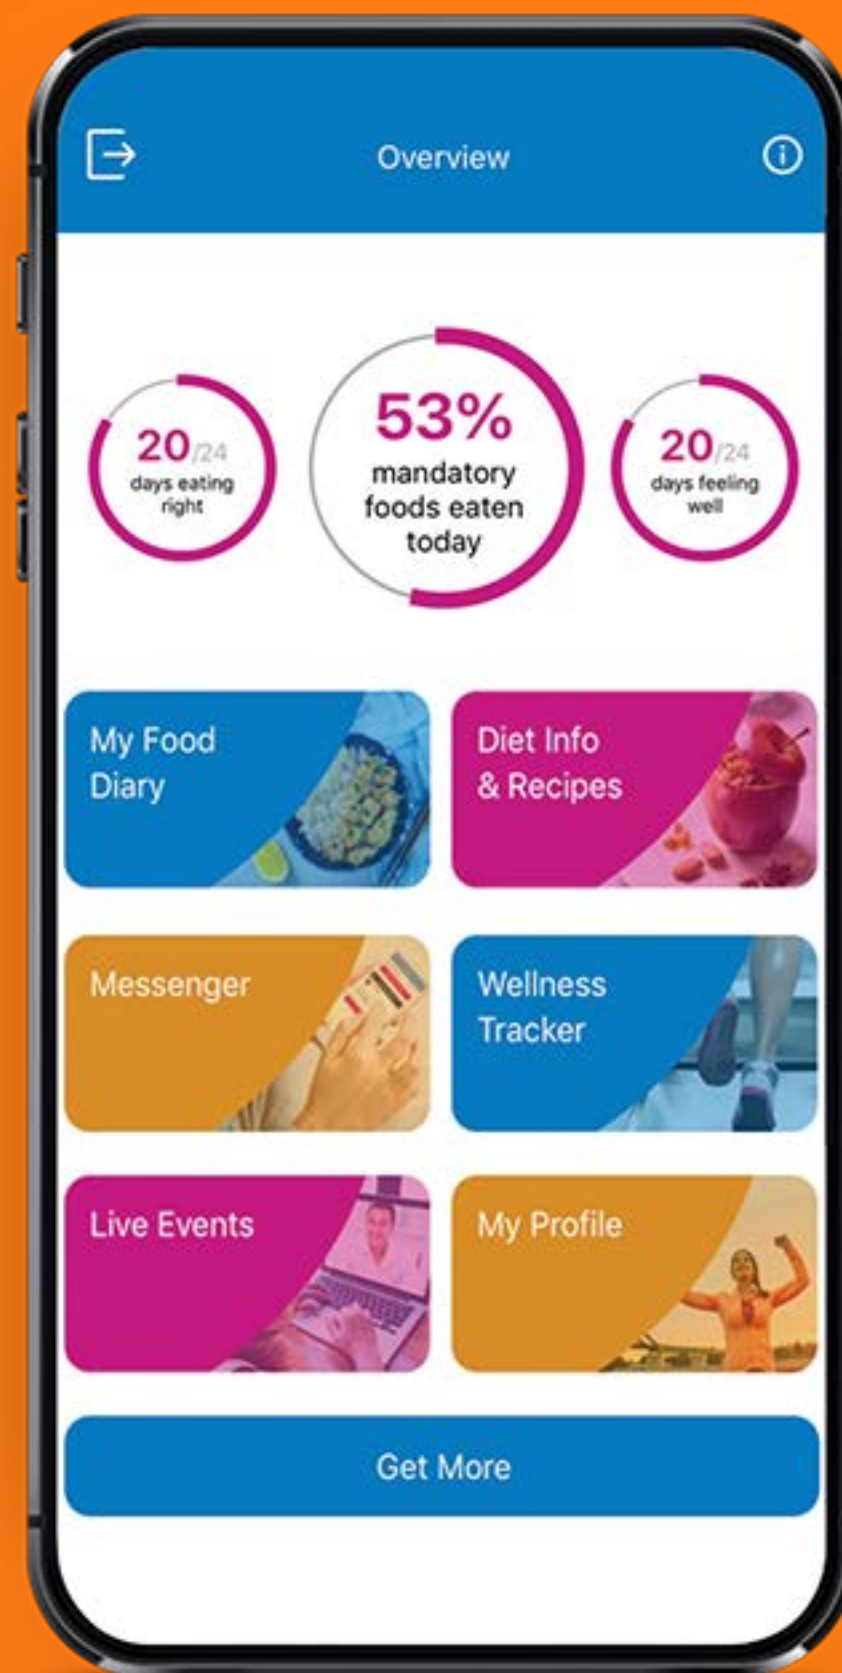 Overview
53%
mandatory
foods eaten
today
20/24
days eating
right
20/24
days feeling
well
My Food
Diary
Diet Info
& Recipes
Messenger
Wellness
Tracker
Live Events
My Profile
Get More